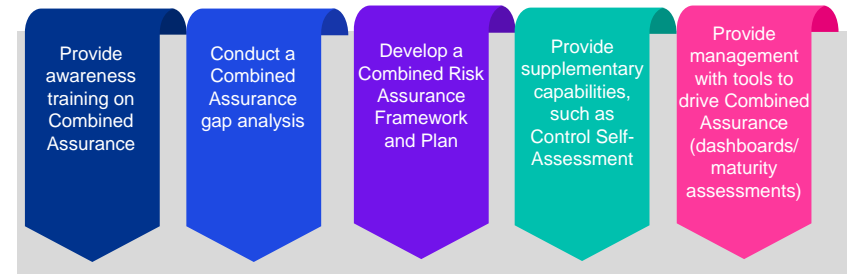 Provide
awareness
training on
Combined
Assurance
Conduct a
Combined
Assurance
gap analysis
Develop a
Combined Risk
Assurance
Framework
and Plan
Provide
supplementary
capabilities,
such as
Control Self-
Assessment
Provide
management
with tools to
drive Combined
Assurance
(dashboards/
maturity
assessments)